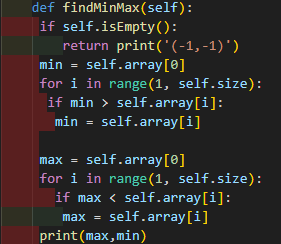 def findMinMax(self):
if self.isEmpty():
return print('(-1,-1)')
min = self.array[0]
for i in range(1, self.size):
if min > self.array[i]:
min = self.array[i]
max = self.array[0]
for i in range(1, self.size):
if max < self.array[i]:
max = self.array[i]
print(max,min)